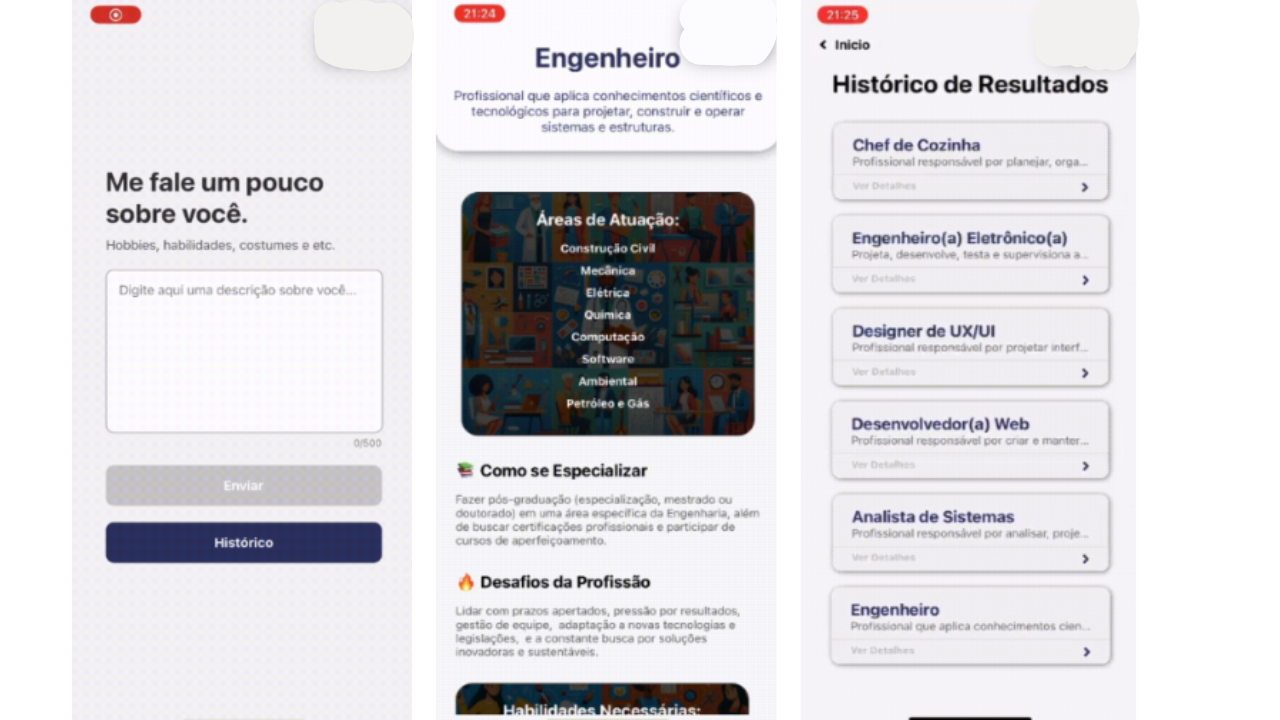 Me fale um pouco
sobre você.
Hobbies, habilidades, costumes e etc.
Digite aqui uma descrição sobre você...
0/500
Enviar
Histórico
21:24
Engenheiro
Profissional que aplica conhecimentos científicos e
tecnológicos para projetar, construir e operar
sistemas e estruturas.
Áreas de Atuação:
Construção Civil
Mecânica
Elétrica
Química
Computação
Software
Ambiental
Petróleo e Gás
Como se Especializar
Fazer pós-graduação (especialização, mestrado ou
doutorado) em uma área específica da Engenharia, além
de buscar certificações profissionais e participar de
cursos de aperfeiçoamento.
Desafios da Profissão
Lidar com prazos apertados, pressão por resultados,
gestão de equipe, adaptação a novas tecnologias e
legislações, e a constante busca por soluções
inovadoras e sustentáveis.
Habilidades Necessárias:
21:25
Inicio
Histórico de Resultados
Chef de Cozinha
Profissional responsável por planejar, orga...
Ver Detalhes
Engenheiro(a) Eletrônico(a)
Projeta, desenvolve, testa e supervisiona a...
Ver Detalhes
Designer de UX/UI
Profissional responsável por projetar interf...
Ver Detalhes
Desenvolvedor(a) Web
Profissional responsável por criar e manter...
Ver Detalhes
Analista de Sistemas
Profissional responsável por analisar, proje...
Ver Detalhes
Engenheiro
Profissional que aplica conhecimentos cien...
Ver Detalhes